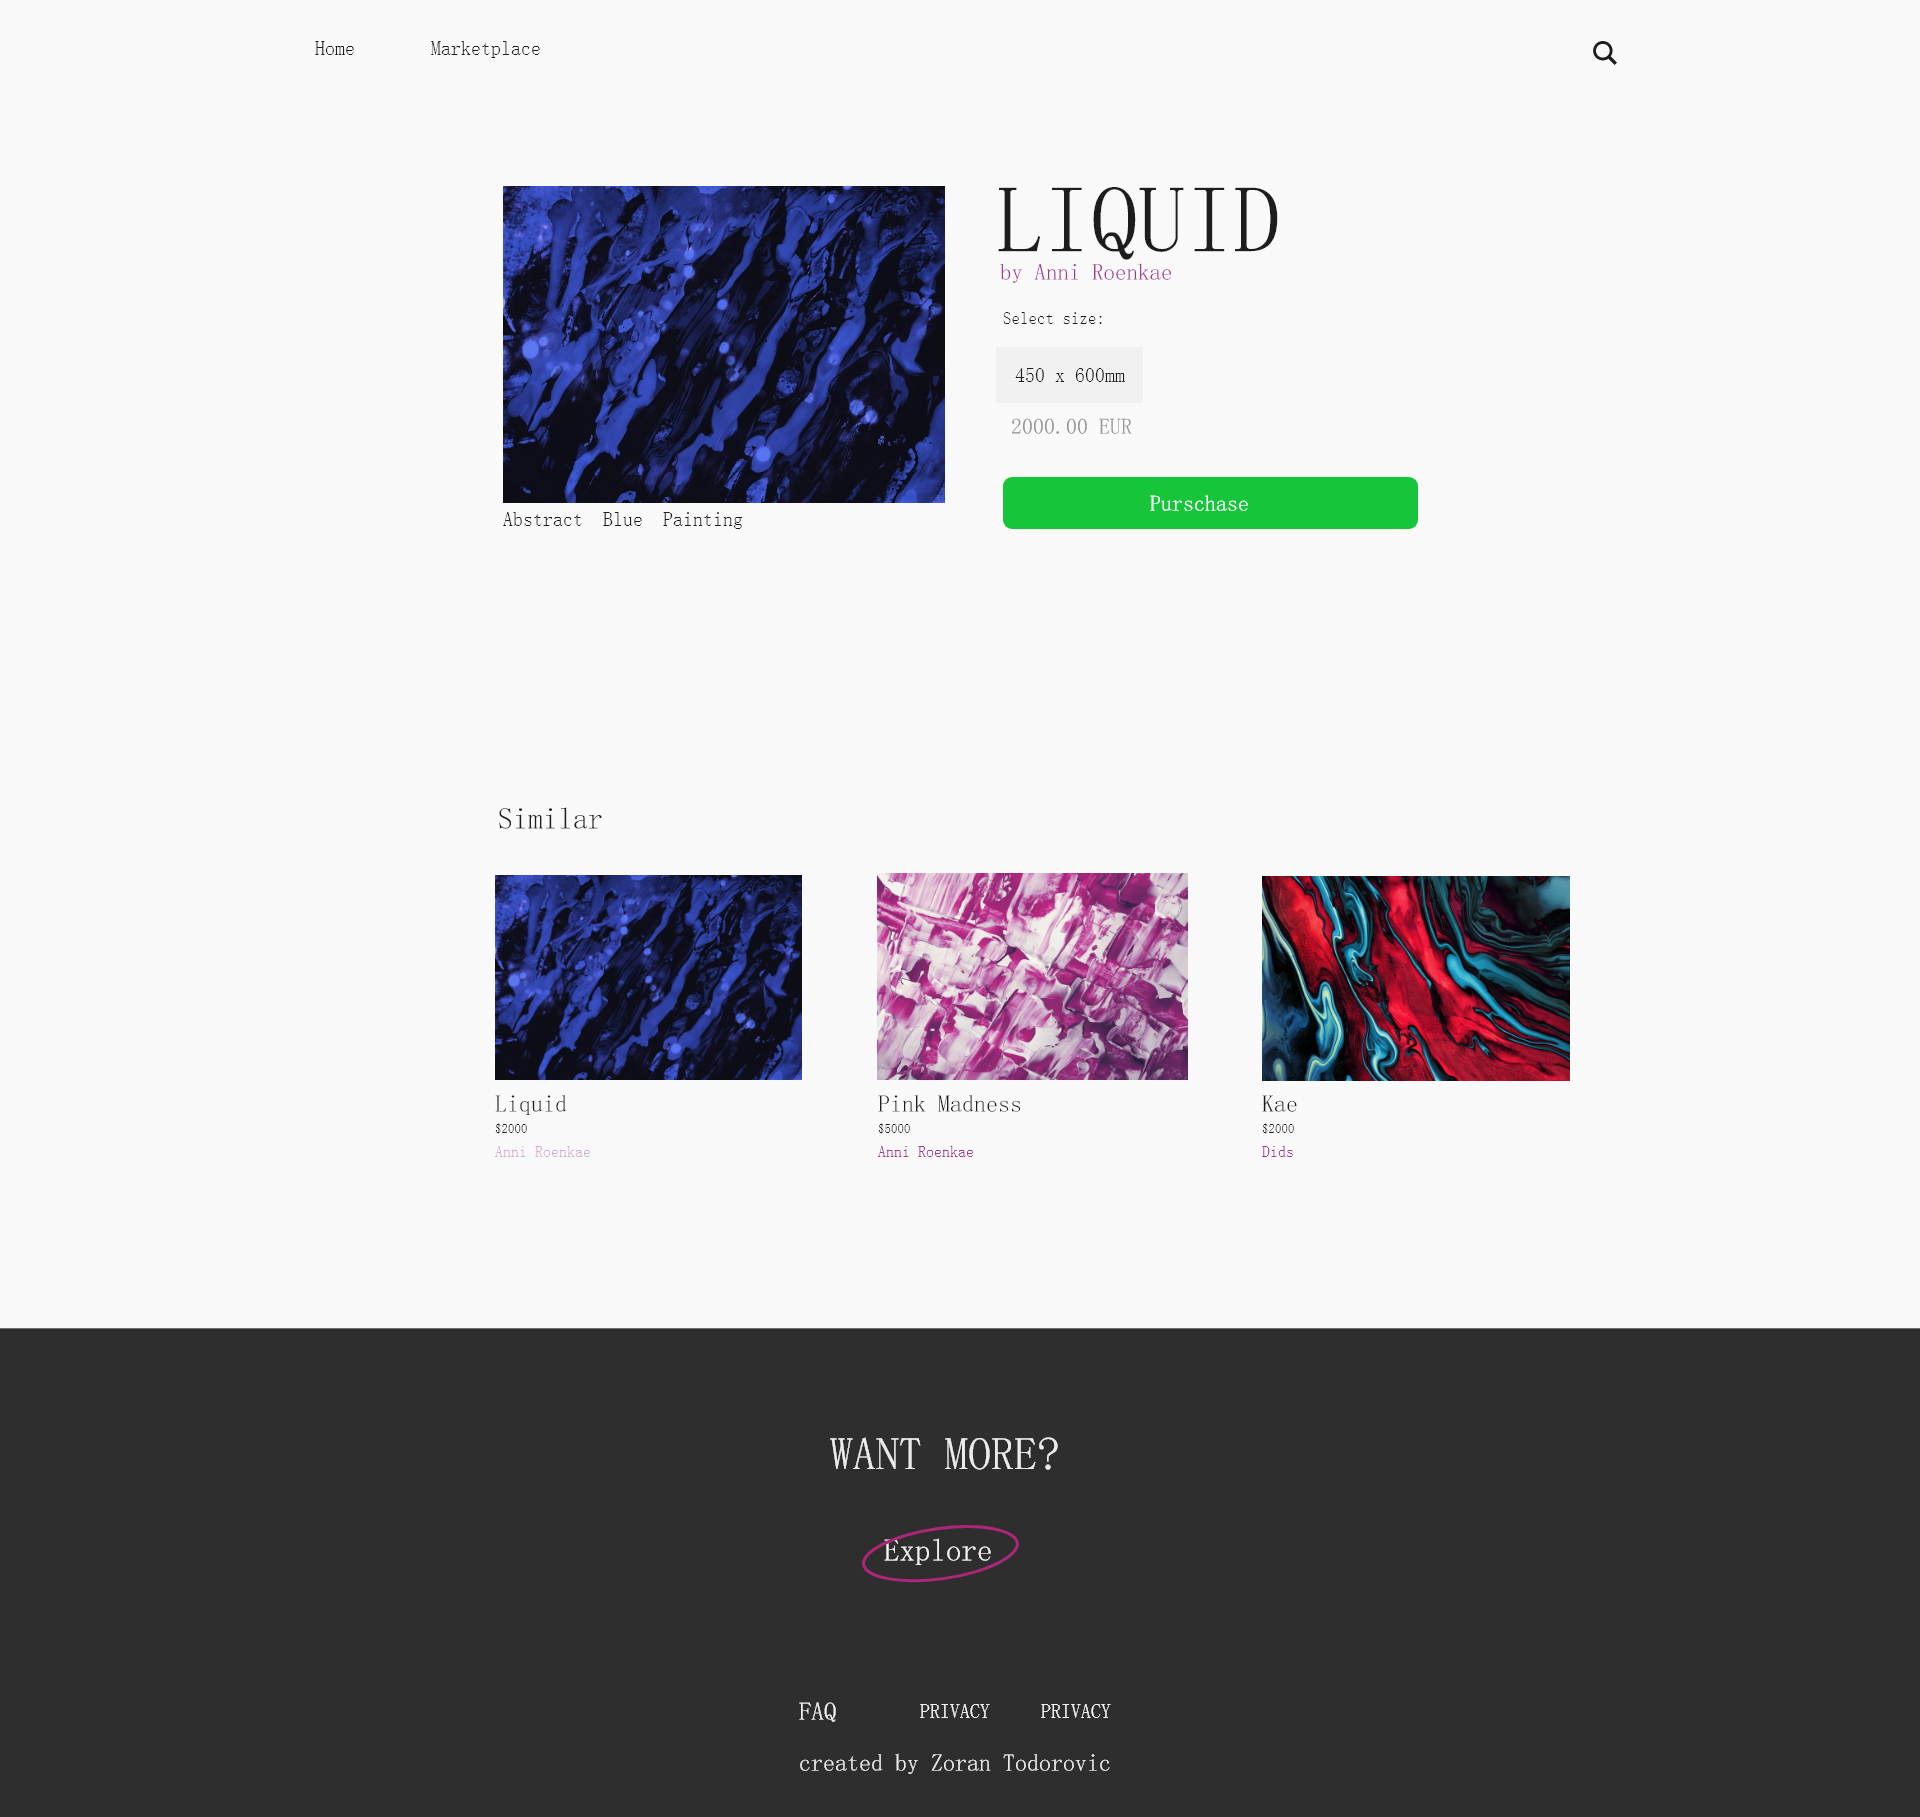 Home Marketplace
LIQUID
by Anni Roenkae
Select size:
450 x 600mm
2000.00 EUR
Purschase
Abstract Blue Painting
Similar
Liquid
$2000
Anni Roenkae
Pink Madness
$5000
Anni Roenkae
Kae
$2000
Dids
WANT MORE?
Explore
FAQ PRIVACY PRIVACY
created by Zoran Todorovic